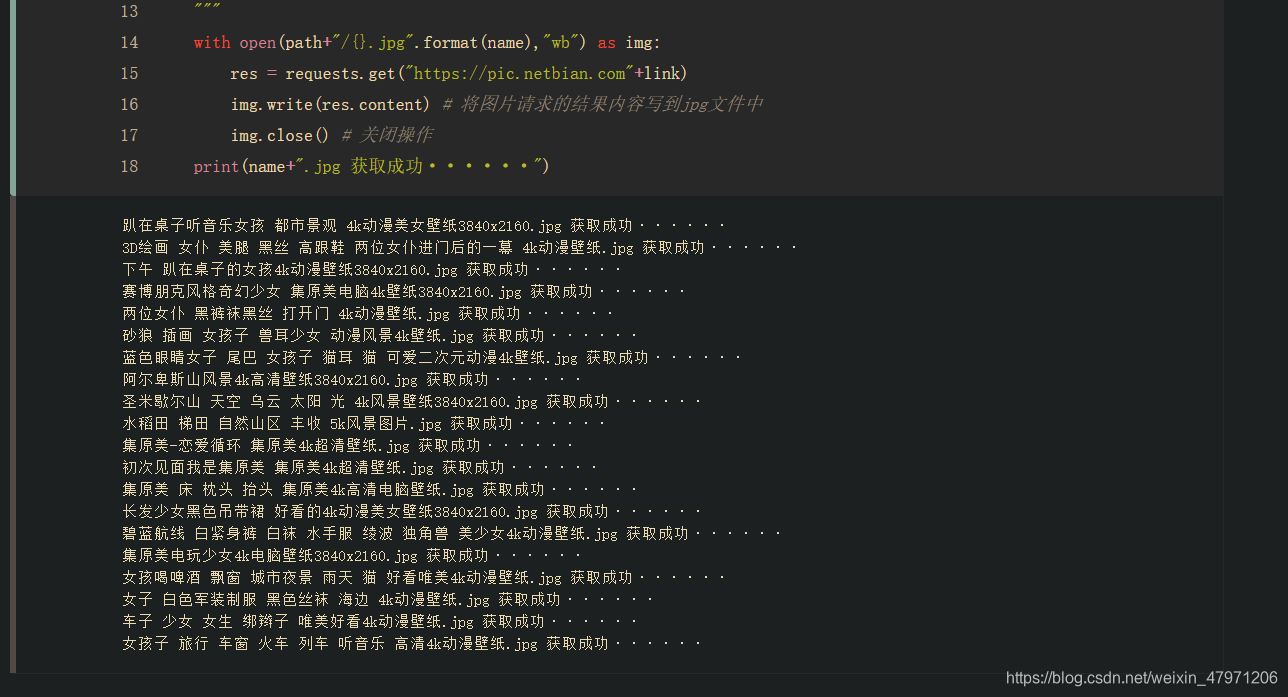 13 """
14 with open(path+"/{}.jpg".format(name),"wb") as img:
15 res = requests.get("https://pic.netbian.com"+link)
16 img.write(res.content) # 将图片请求的结果内容写到jpg文件中
17 img.close() # 关闭操作
18 print(name+".jpg 获取成功······")
趴在桌子听音乐女孩 都市景观 4k动漫美女壁纸3840x2160.jpg 获取成功······
3D绘画 女仆 美腿 黑丝 高跟鞋 两位女仆进门后的一幕 4k动漫壁纸.jpg 获取成功······
下午 趴在桌子的女孩4k动漫壁纸3840x2160.jpg 获取成功······
赛博朋克风格奇幻少女 集原美电脑4k壁纸3840x2160.jpg 获取成功······
两位女仆 黑裤袜黑丝 打开门 4k动漫壁纸.jpg 获取成功······
砂狼 插画 女孩子 兽耳少女 动漫风景4k壁纸.jpg 获取成功······
蓝色眼睛女子 尾巴 女孩子 猫耳 猫 可爱二次元动漫4k壁纸.jpg 获取成功······
阿尔卑斯山风景4k高清壁纸3840x2160.jpg 获取成功······
圣米歇尔山 天空 乌云 太阳 光 4k风景壁纸3840x2160.jpg 获取成功······
水稻田 梯田 自然山区 丰收 5k风景图片.jpg 获取成功······
集原美-恋爱循环 集原美4k超清壁纸.jpg 获取成功······
初次见面我是集原美 集原美4k超清壁纸.jpg 获取成功······
集原美 床 枕头 抬头 集原美4k高清电脑壁纸.jpg 获取成功······
长发少女黑色吊带裙 好看的4k动漫美女壁纸3840x2160.jpg 获取成功······
碧蓝航线 白紧身裤 白袜 水手服 绫波 独角兽 美少女4k动漫壁纸.jpg 获取成功······
集原美电玩少女4k电脑壁纸3840x2160.jpg 获取成功······
女孩喝啤酒 飘窗 城市夜景 雨天 猫 好看唯美4k动漫壁纸.jpg 获取成功······
女子 白色军装制服 黑色丝袜 海边 4k动漫壁纸.jpg 获取成功······
车子 少女 女生 绑辫子 唯美好看4k动漫壁纸.jpg 获取成功······
女孩子 旅行 车窗 火车 列车 听音乐 高清4k动漫壁纸.jpg 获取成功······
https://blog.csdn.net/weixin_47971206